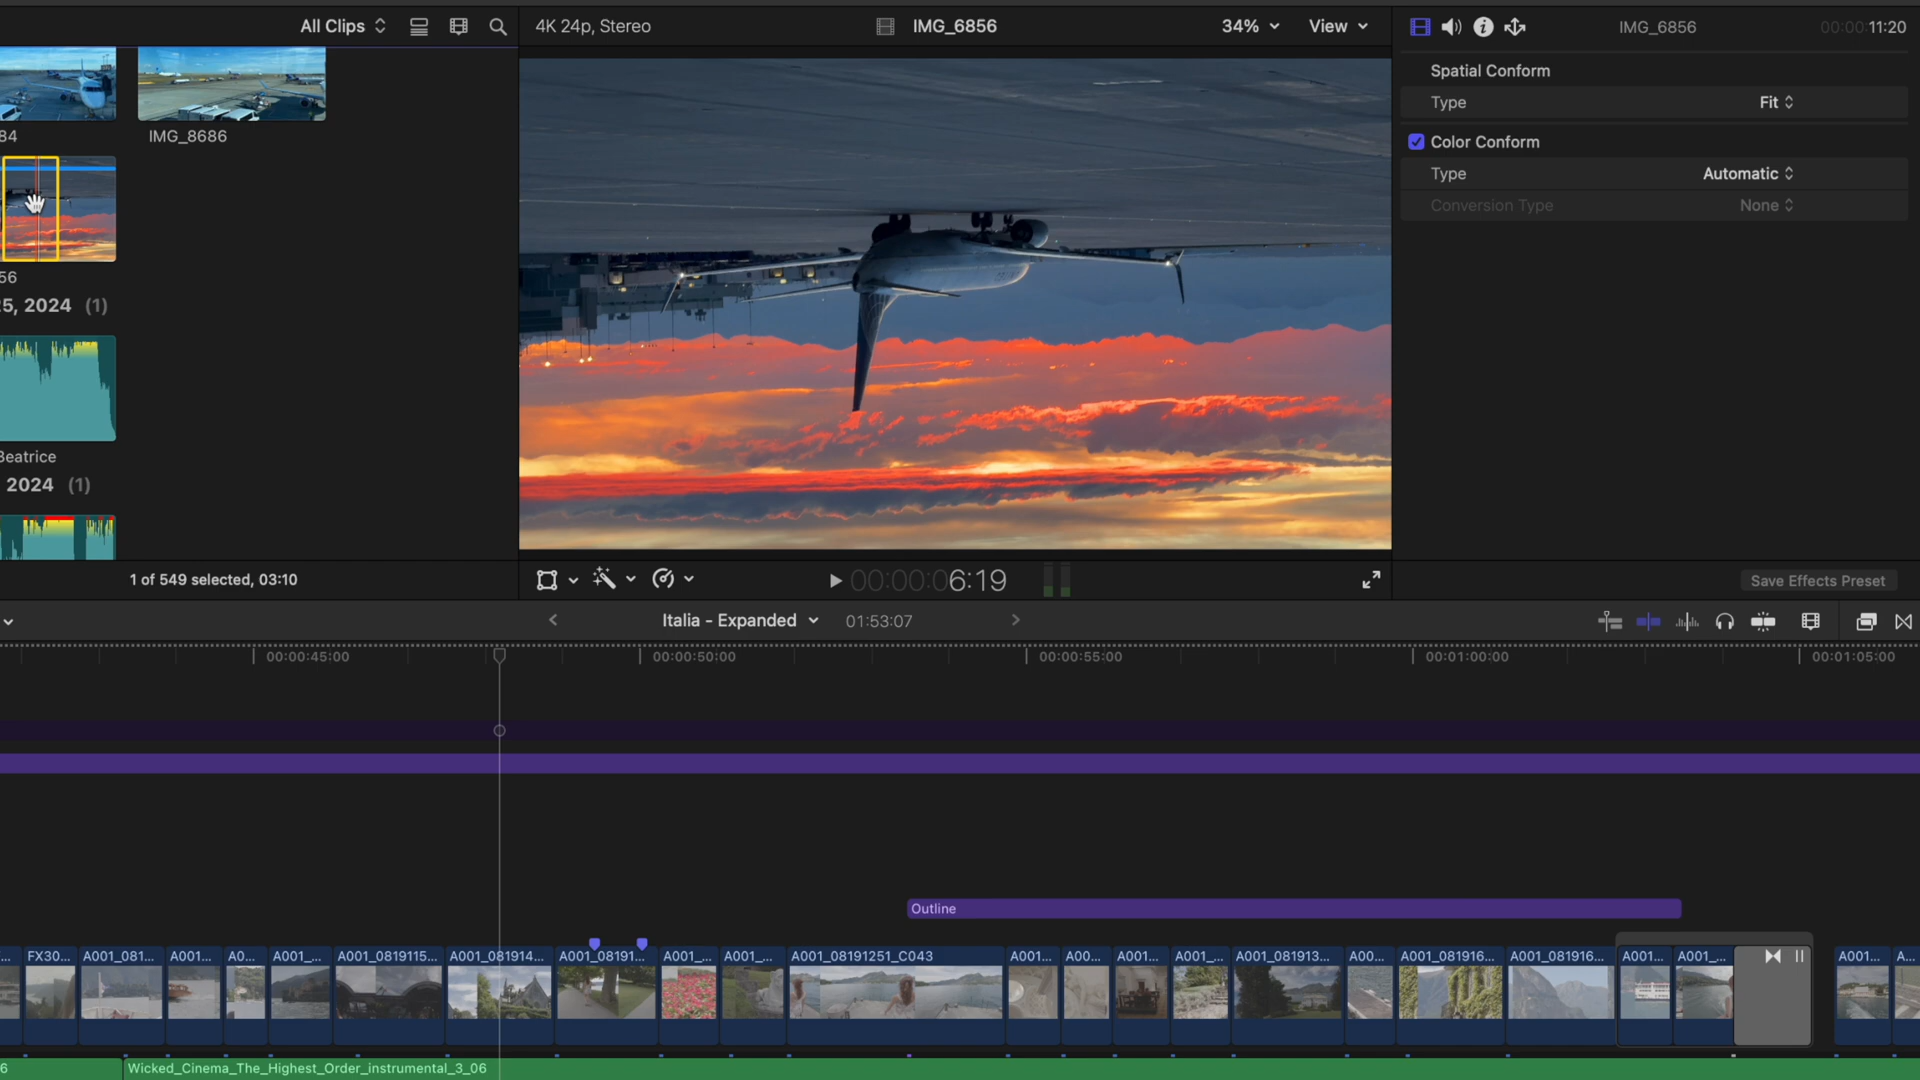 All Clips
4K 24p, Stereo
IMG_6856
34%
View
IMG_6856
00:00:11:20
Spatial Conform
Type
Fit
Color Conform
Type
Automatic
Conversion Type
None
84
IMG_8686
56
5, 2024 (1)
Beatrice
2024 (1)
1 of 549 selected, 03:10
00:00:06:19
Save Effects Preset
Italia - Expanded
01:53:07
00:00:45:00
00:00:50:00
00:00:55:00
00:01:00:00
00:01:05:00
Outline
... FX30... A001_081... A001... A0... A001_... A001_0819115... A001_081914... A001_08191... A001_... A001_... A001_08191251_C043 A001... A00... A001... A001_... A001_081913... A00... A001_081916... A001_081916... A001... A001_... A001... A...
6
Wicked_Cinema_The_Highest_Order_instrumental_3_06